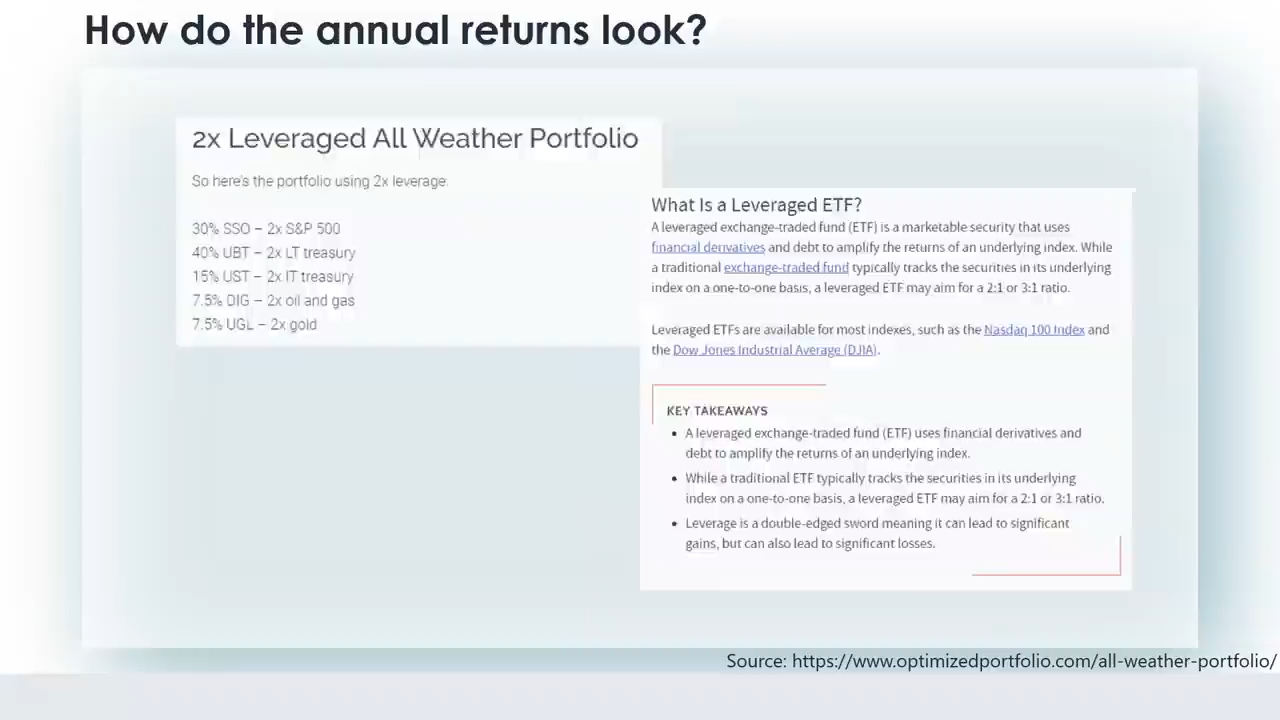 How do the annual returns look?
2x Leveraged All Weather Portfolio
So here's the portfolio using 2x leverage:
30% SSO – 2x S&P 500
40% UBT – 2x LT treasury
15% UST – 2x IT treasury
7.5% DIG – 2x oil and gas
7.5% UGL – 2x gold
What Is a Leveraged ETF?
A leveraged exchange-traded fund (ETF) is a marketable security that uses
financial derivatives and debt to amplify the returns of an underlying index. While
a traditional exchange-traded fund typically tracks the securities in its underlying
index on a one-to-one basis, a leveraged ETF may aim for a 2:1 or 3:1 ratio.
Leveraged ETFs are available for most indexes, such as the Nasdaq 100 Index and
the Dow Jones Industrial Average (DJIA).
KEY TAKEAWAYS
• A leveraged exchange-traded fund (ETF) uses financial derivatives and
debt to amplify the returns of an underlying index.
• While a traditional ETF typically tracks the securities in its underlying
index on a one-to-one basis, a leveraged ETF may aim for a 2:1 or 3:1 ratio.
• Leverage is a double-edged sword meaning it can lead to significant
gains, but can also lead to significant losses.
Source: https://www.optimizedportfolio.com/all-weather-portfolio/